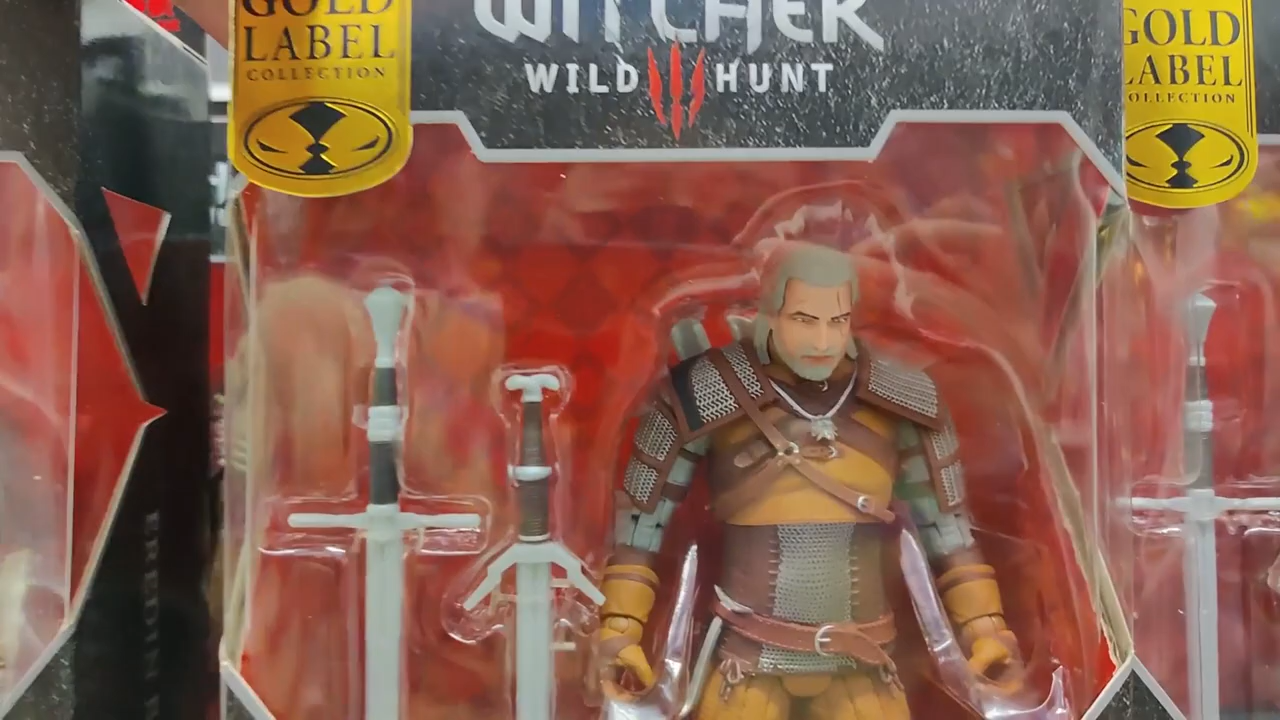 GOLD
LABEL
COLLECTION
WITCHER
WILD HUNT
GOLD
LABEL
COLLECTION